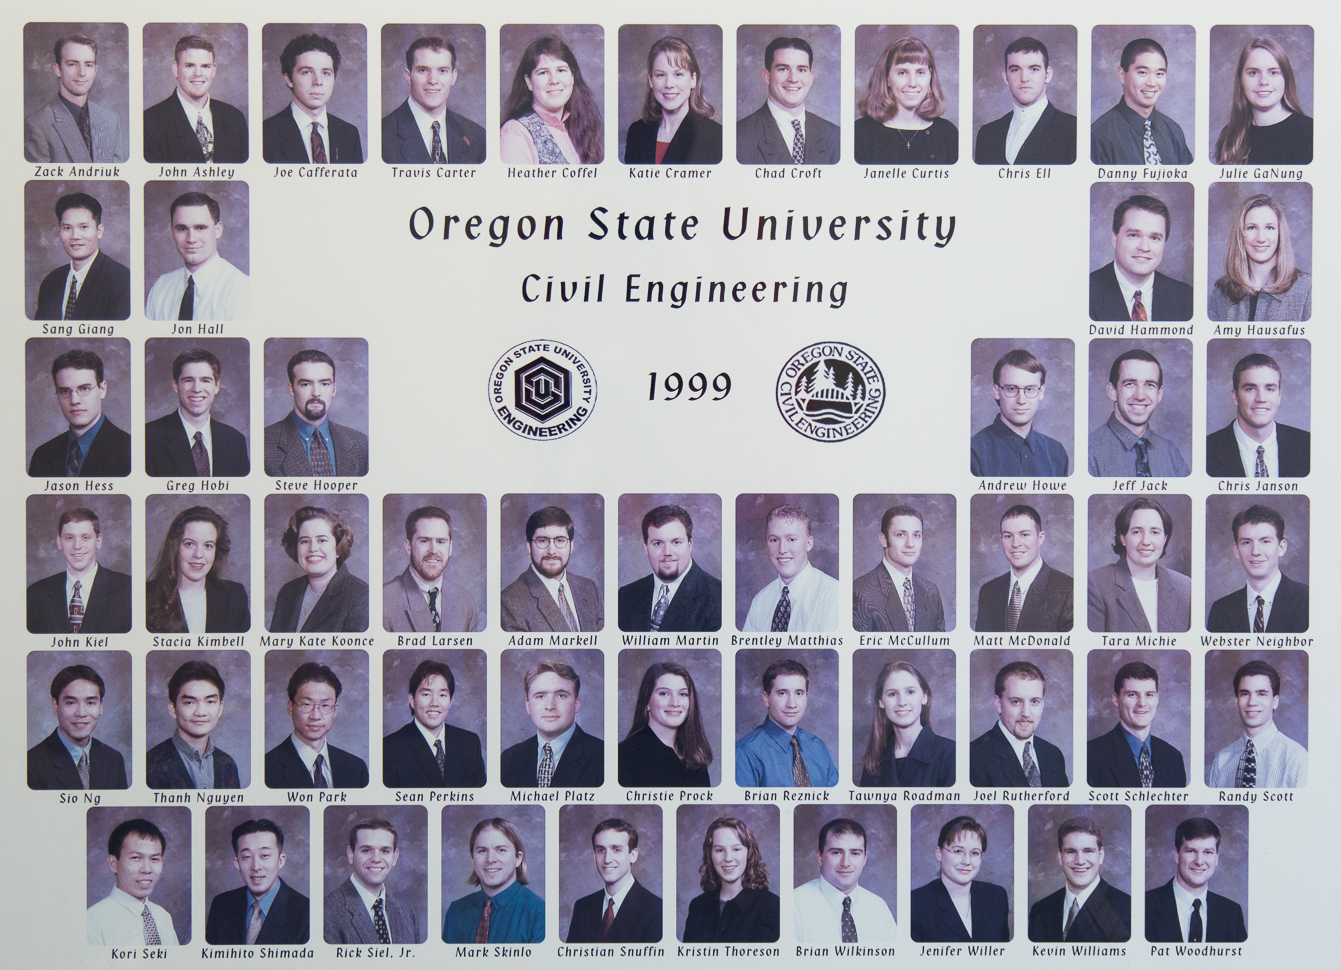 Zack Andriuk John Ashley Joe Cafferata Travis Carter Heather Coffel Katie Cramer Chad Croft Janelle Curtis Chris Ell Danny Fujioka Julie GaNung
Oregon State University
Civil Engineering
Sang Giang Jon Hall David Hammond Amy Hausafus
OREGON STATE UNIVERSITY
ENGINEERING
1999
OREGON STATE
CIVIL ENGINEERING
Jason Hess Greg Hobi Steve Hooper Andrew Howe Jeff Jack Chris Janson
John Kiel Stacia Kimbell Mary Kate Koonce Brad Larsen Adam Markell William Martin Brentley Matthias Eric McCullum Matt McDonald Tara Michie Webster Neighbor
Sio Ng Thanh Nguyen Won Park Sean Perkins Michael Platz Christie Prock Brian Reznick Tawnya Roadman Joel Rutherford Scott Schlechter Randy Scott
Kori Seki Kimihito Shimada Rick Siel, Jr. Mark Skinlo Christian Snuffin Kristin Thoreson Brian Wilkinson Jenifer Willer Kevin Williams Pat Woodhurst